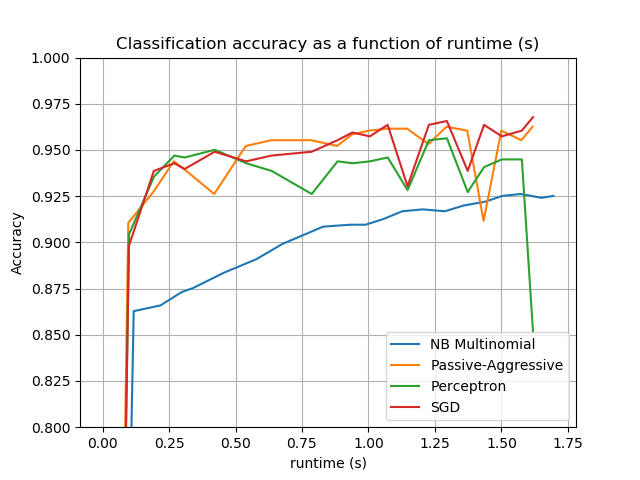 Classification accuracy as a function of runtime (s)
1.000
0.975
0.950
0.925
0.900
0.875
0.850
0.825
0.800
Accuracy
NB Multinomial
Passive-Aggressive
Perceptron
SGD
0.00 0.25 0.50 0.75 1.00 1.25 1.50 1.75
runtime (s)